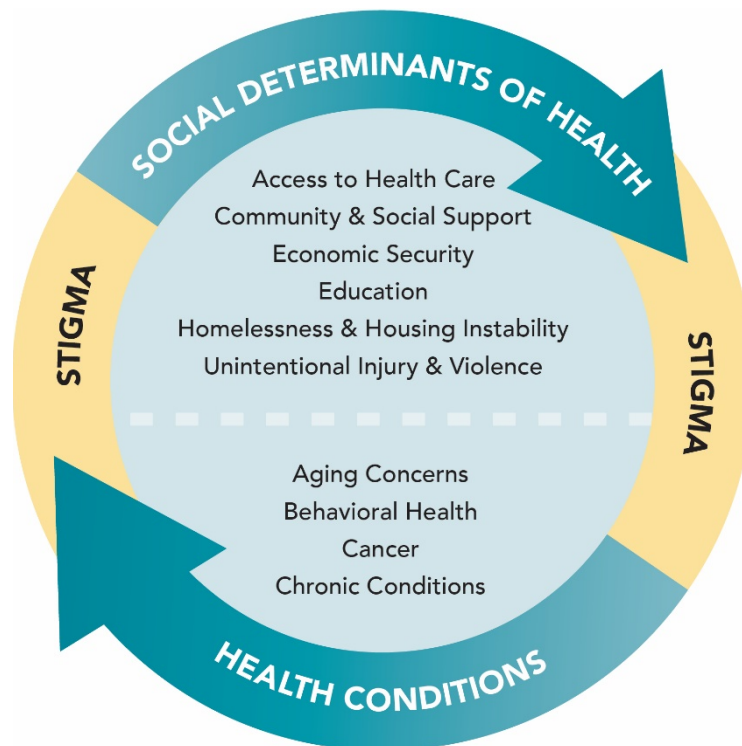 SOCIAL DETERMINANTS OF HEALTH
Access to Health Care
Community & Social Support
Economic Security
Education
Homelessness & Housing Instability
Unintentional Injury & Violence
STIGMA
STIGMA
Aging Concerns
Behavioral Health
Cancer
Chronic Conditions
HEALTH CONDITIONS